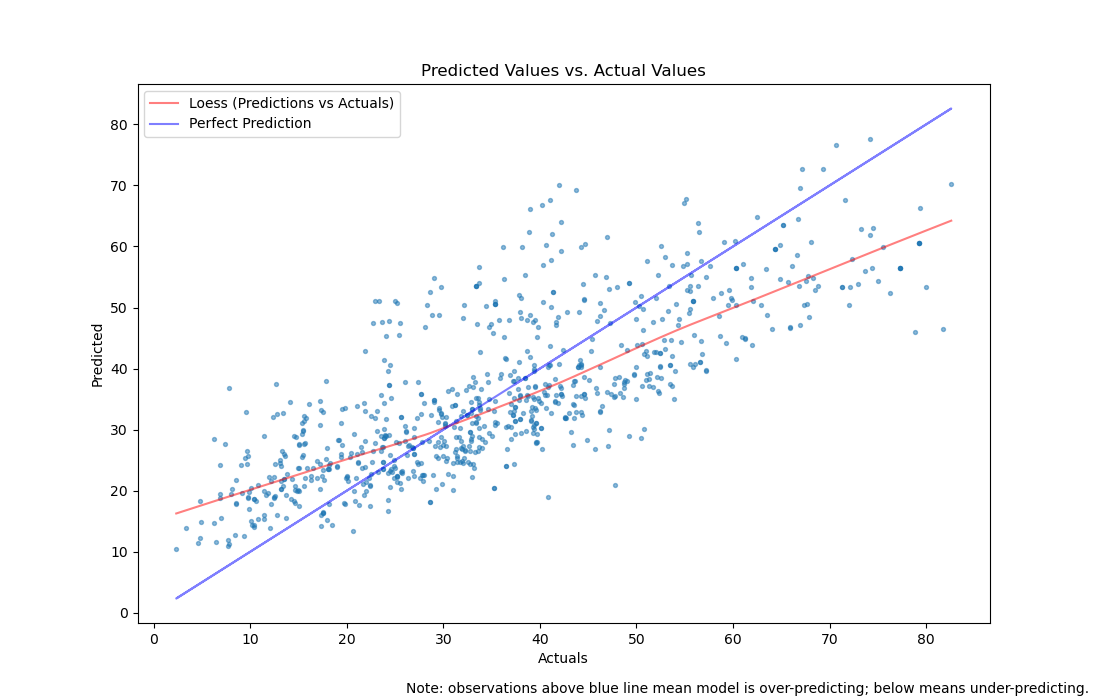 Predicted Values vs. Actual Values
Loess (Predictions vs Actuals)
Perfect Prediction
80
70
60
50
40
30
20
10
0
Predicted
0 10 20 30 40 50 60 70 80
Actuals
Note: observations above blue line mean model is over-predicting; below means under-predicting.